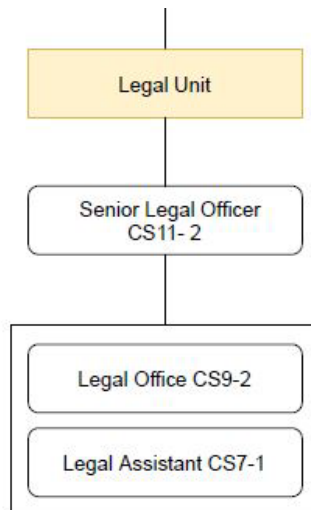 Legal Unit
Senior Legal Officer
CS11- 2
Legal Office CS9-2
Legal Assistant CS7-1